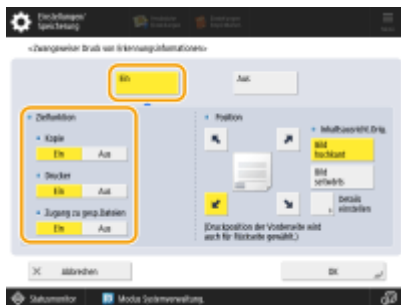 Einstellungen/
Speicherung
<Zwangsweiser Druck von Erkennungsinformationen>
Ein
Aus
Zielfunktion
Kopie
Ein
Aus
Drucker
Ein
Aus
Zugang zu gesp.Dateien
Ein
Aus
Position
(Druckposition der Vorderseite wird
auch für Rückseite gewählt.)
Inhaltsausricht.Orig.
Bild
hochkant
Bild
seitwärts
Details
einstellen
Abbrechen
OK
Statusmonitor
Modus Systemverwaltung.